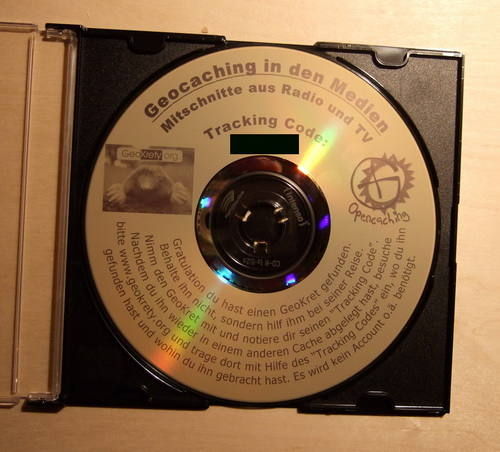 Geocaching in den Medien
Mitschnitte aus Radio und TV
Tracking Code:
GeoKrety.org
Opencaching
intenso
CD-R
Gratulation, du hast einen GeoKret gefunden.
Behalte ihn nicht, sondern hilf ihm bei seiner Reise.
Nimm den GeoKret mit und notiere dir seinen "Tracking Code".
Nachdem du ihn wieder in einem anderen Cache abgelegt hast, besuche
bitte www.geokrety.org und trage dort mit Hilfe des "Tracking Codes" ein, wo du ihn
gefunden hast und wohin du ihn gebracht hast. Es wird kein Account o.ä. benötigt.